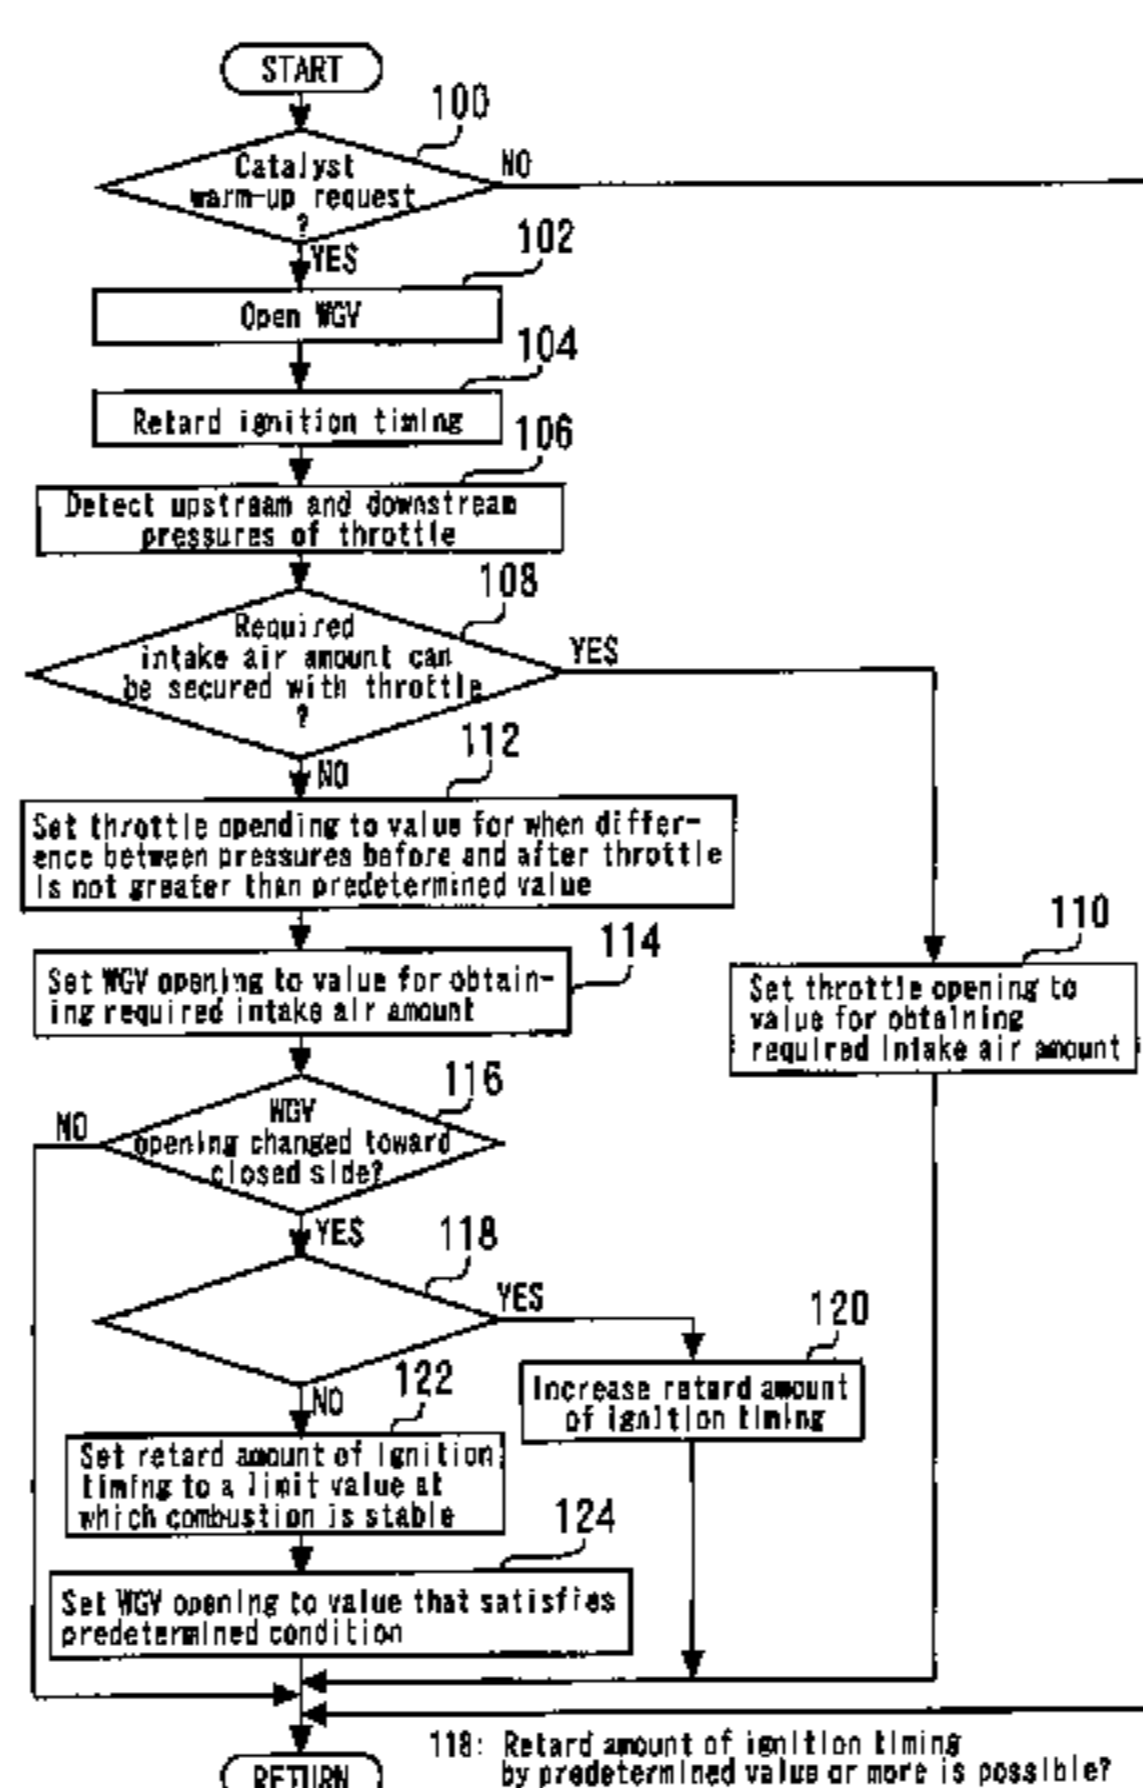 START
100
Catalyst
warm-up request
?
NO
YES
102
Open WGV
104
Retard ignition timing
106
Detect upstream and downstream
pressures of throttle
108
Required
intake air amount can
be secured with throttle
?
YES
NO
112
Set throttle opending to value for when differ-
ence between pressures before and after throttle
is not greater than predetermined value
110
Set throttle opening to
value for obtaining
required intake air amount
114
Set WGV opening to value for obtain-
ing required intake air amount
116
WGV
opening changed toward
closed side?
NO
YES
118
YES
NO
120
Increase retard amount
of ignition timing
122
Set retard amount of ignition
timing to a limit value at
which combustion is stable
124
Set WGV opening to value that satisfies
predetermined condition
RETURN
118: Retard amount of ignition timing
by predetermined value or more is possible?